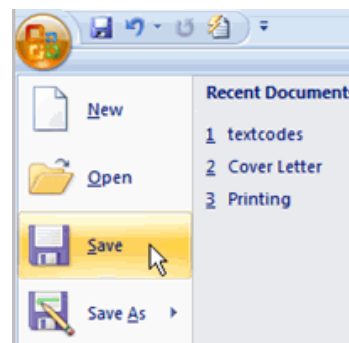 New
Open
Save
Save As
Recent Document
1 textcodes
2 Cover Letter
3 Printing